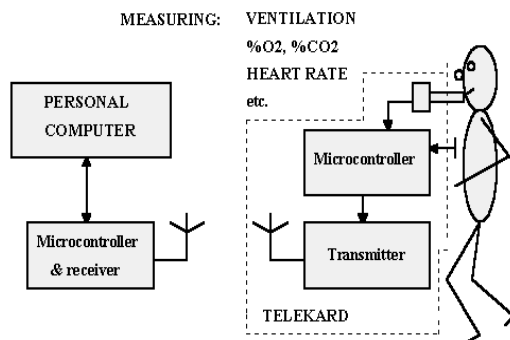 MEASURING: VENTILATION
%O2, %CO2
HEART RATE
etc.
PERSONAL
COMPUTER
Microcontroller
Microcontroller
& receiver
Transmitter
TELEKARD